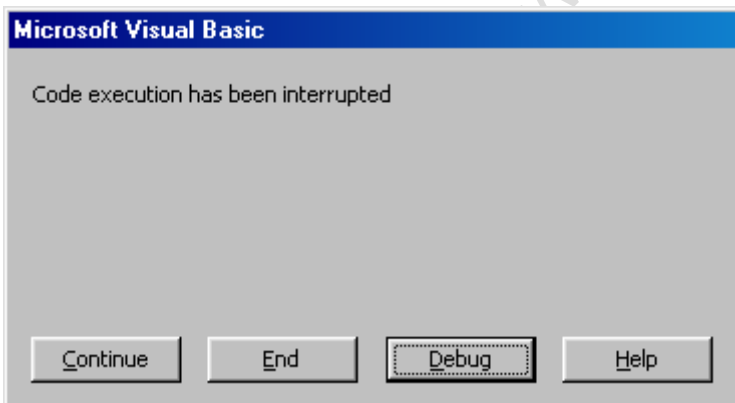 Microsoft Visual Basic
Code execution has been interrupted
Continue End Debug Help